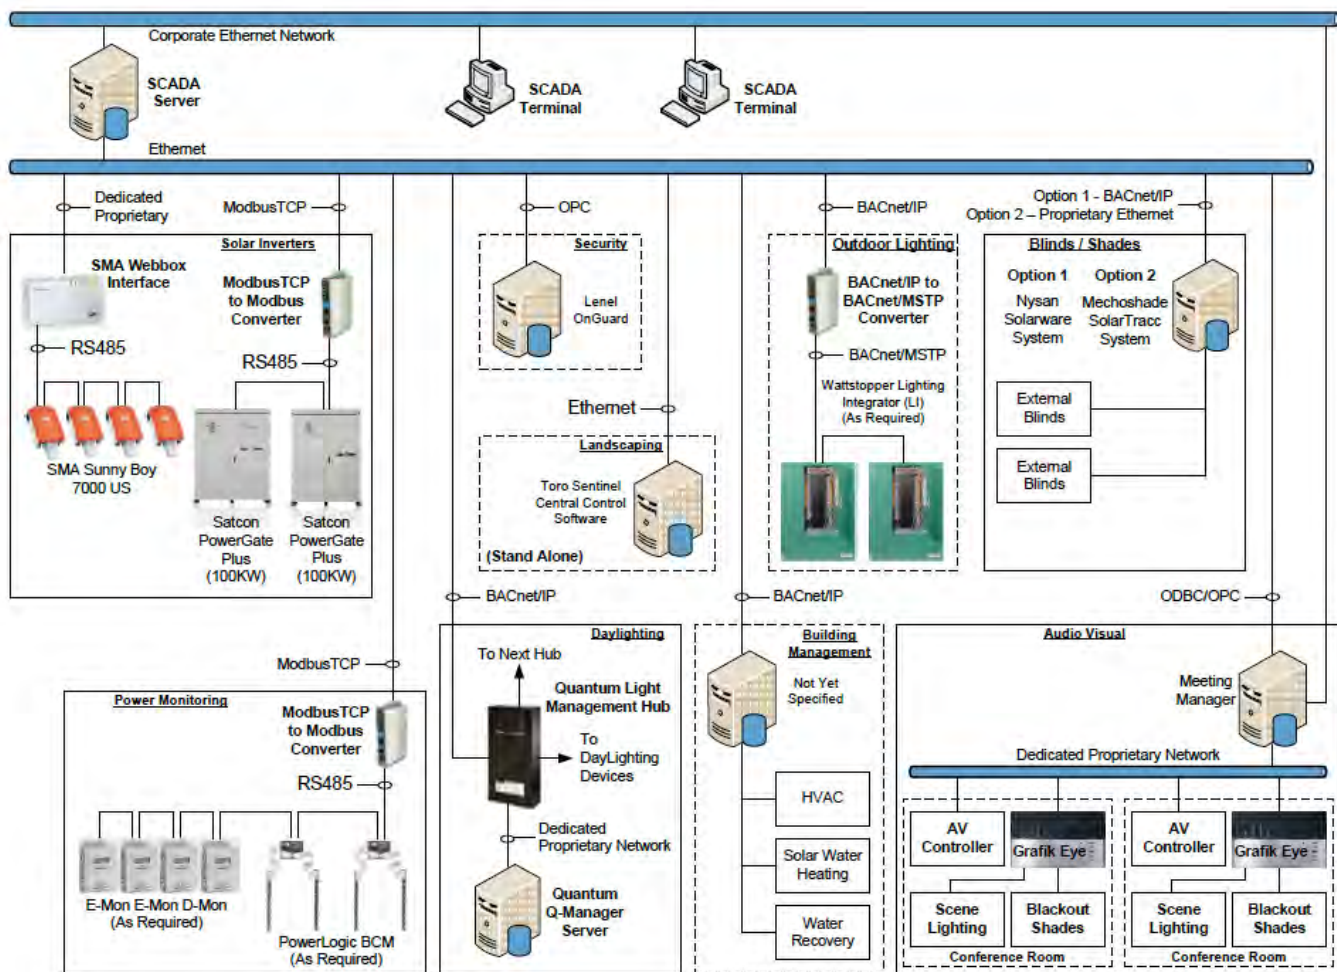 Corporate Ethernet Network
SCADA
Server
SCADA
Terminal
SCADA
Terminal
Ethernet
Dedicated
Proprietary
ModbusTCP
OPC
BACnet/IP
Option 1 - BACnet/IP
Option 2 – Proprietary Ethernet
Solar Inverters
SMA Webbox
Interface
ModbusTCP
to Modbus
Converter
RS485
RS485
SMA Sunny Boy
7000 US
Satcon
PowerGate
Plus
(100KW)
Satcon
PowerGate
Plus
(100KW)
Security
Lenel
OnGuard
Ethernet
Landscaping
Toro Sentinel
Central Control
Software
(Stand Alone)
Outdoor Lighting
BACnet/IP to
BACnet/MSTP
Converter
BACnet/MSTP
Wattstopper Lighting
Integrator (LI)
(As Required)
Blinds / Shades
Option 1
Nysan
Solarware
System
Option 2
Mechoshade
SolarTracc
System
External
Blinds
External
Blinds
ModbusTCP
BACnet/IP
BACnet/IP
ODBC/OPC
Power Monitoring
ModbusTCP
to Modbus
Converter
RS485
E-Mon E-Mon D-Mon
(As Required)
PowerLogic BCM
(As Required)
Daylighting
To Next Hub
Quantum Light
Management Hub
To
DayLighting
Devices
Dedicated
Proprietary Network
Quantum
Q-Manager
Server
Building
Management
Not Yet
Specified
HVAC
Solar Water
Heating
Water
Recovery
Audio Visual
Meeting
Manager
Dedicated Proprietary Network
AV
Controller
Grafik Eye
Scene
Lighting
Blackout
Shades
Conference Room
AV
Controller
Grafik Eye
Scene
Lighting
Blackout
Shades
Conference Room